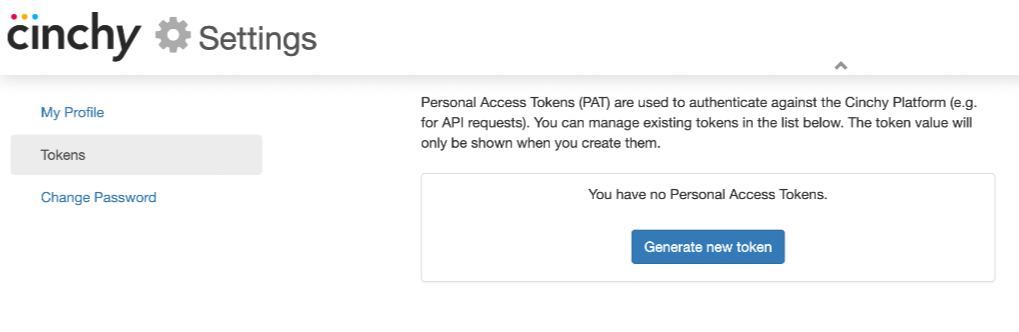 cinchy Settings
My Profile
Tokens
Change Password
Personal Access Tokens (PAT) are used to authenticate against the Cinchy Platform (e.g.
for API requests). You can manage existing tokens in the list below. The token value will
only be shown when you create them.
You have no Personal Access Tokens.
Generate new token